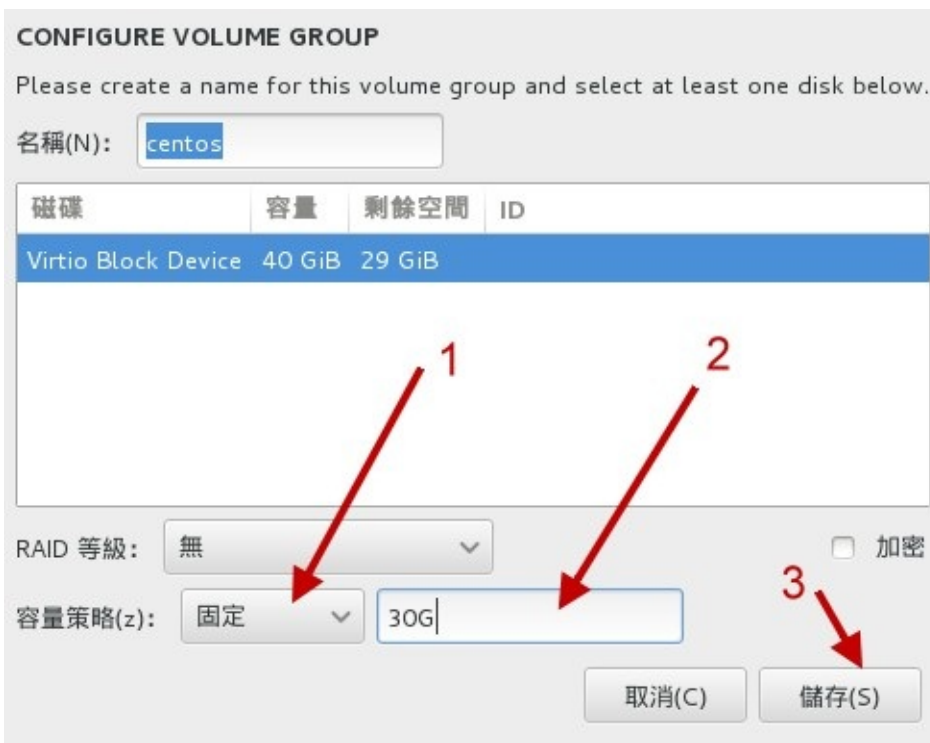 CONFIGURE VOLUME GROUP
Please create a name for this volume group and select at least one disk below.
名稱(N): centos
磁碟 容量 剩餘空間 ID
Virtio Block Device 40 GiB 29 GiB
1 2
RAID 等級: 無 加密
3
容量策略(z): 固定 30G
取消(C) 儲存(S)